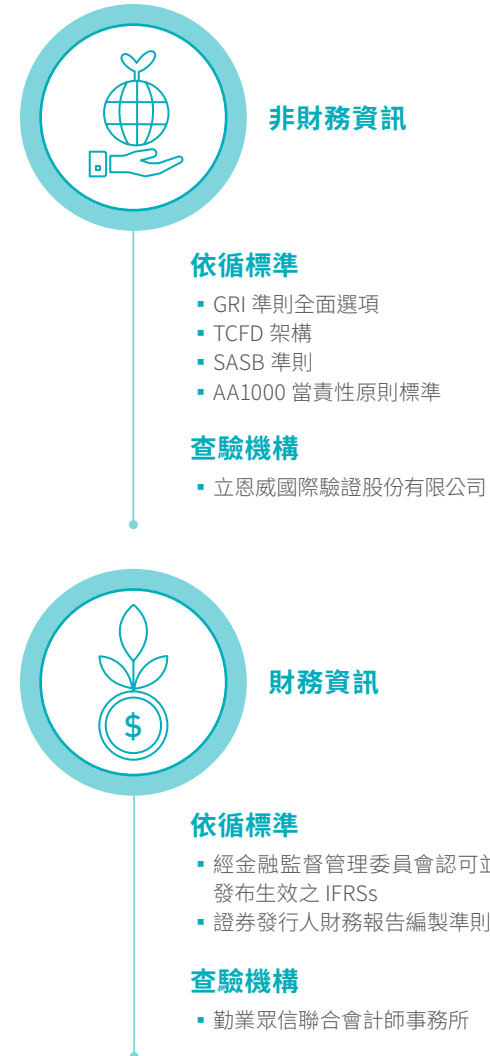 非財務資訊
依循標準
▪ GRI 準則全面選項
▪ TCFD 架構
▪ SASB 準則
▪ AA1000 當責性原則標準
查驗機構
▪ 立恩威國際驗證股份有限公司
$
財務資訊
依循標準
▪ 經金融監督管理委員會認可並
發布生效之 IFRSs
▪ 證券發行人財務報告編製準則
查驗機構
▪ 勤業眾信聯合會計師事務所